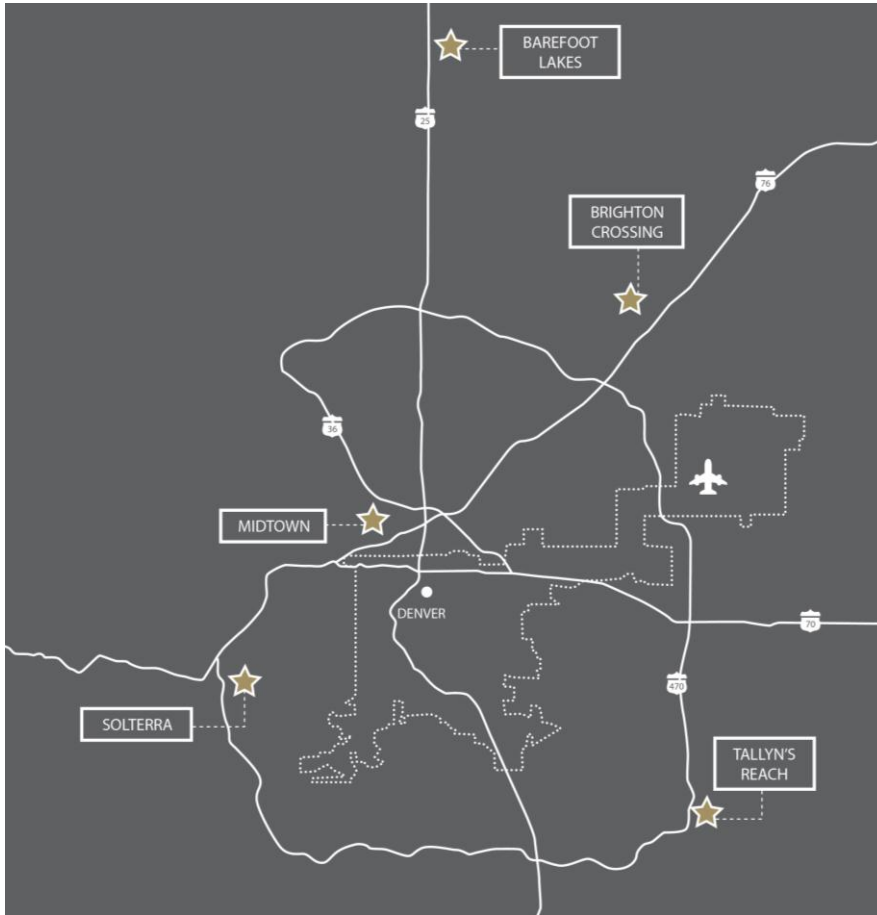 BAREFOOT
LAKES
25
76
BRIGHTON
CROSSING
36
MIDTOWN
DENVER
70
470
SOLTERRA
TALLYN'S
REACH